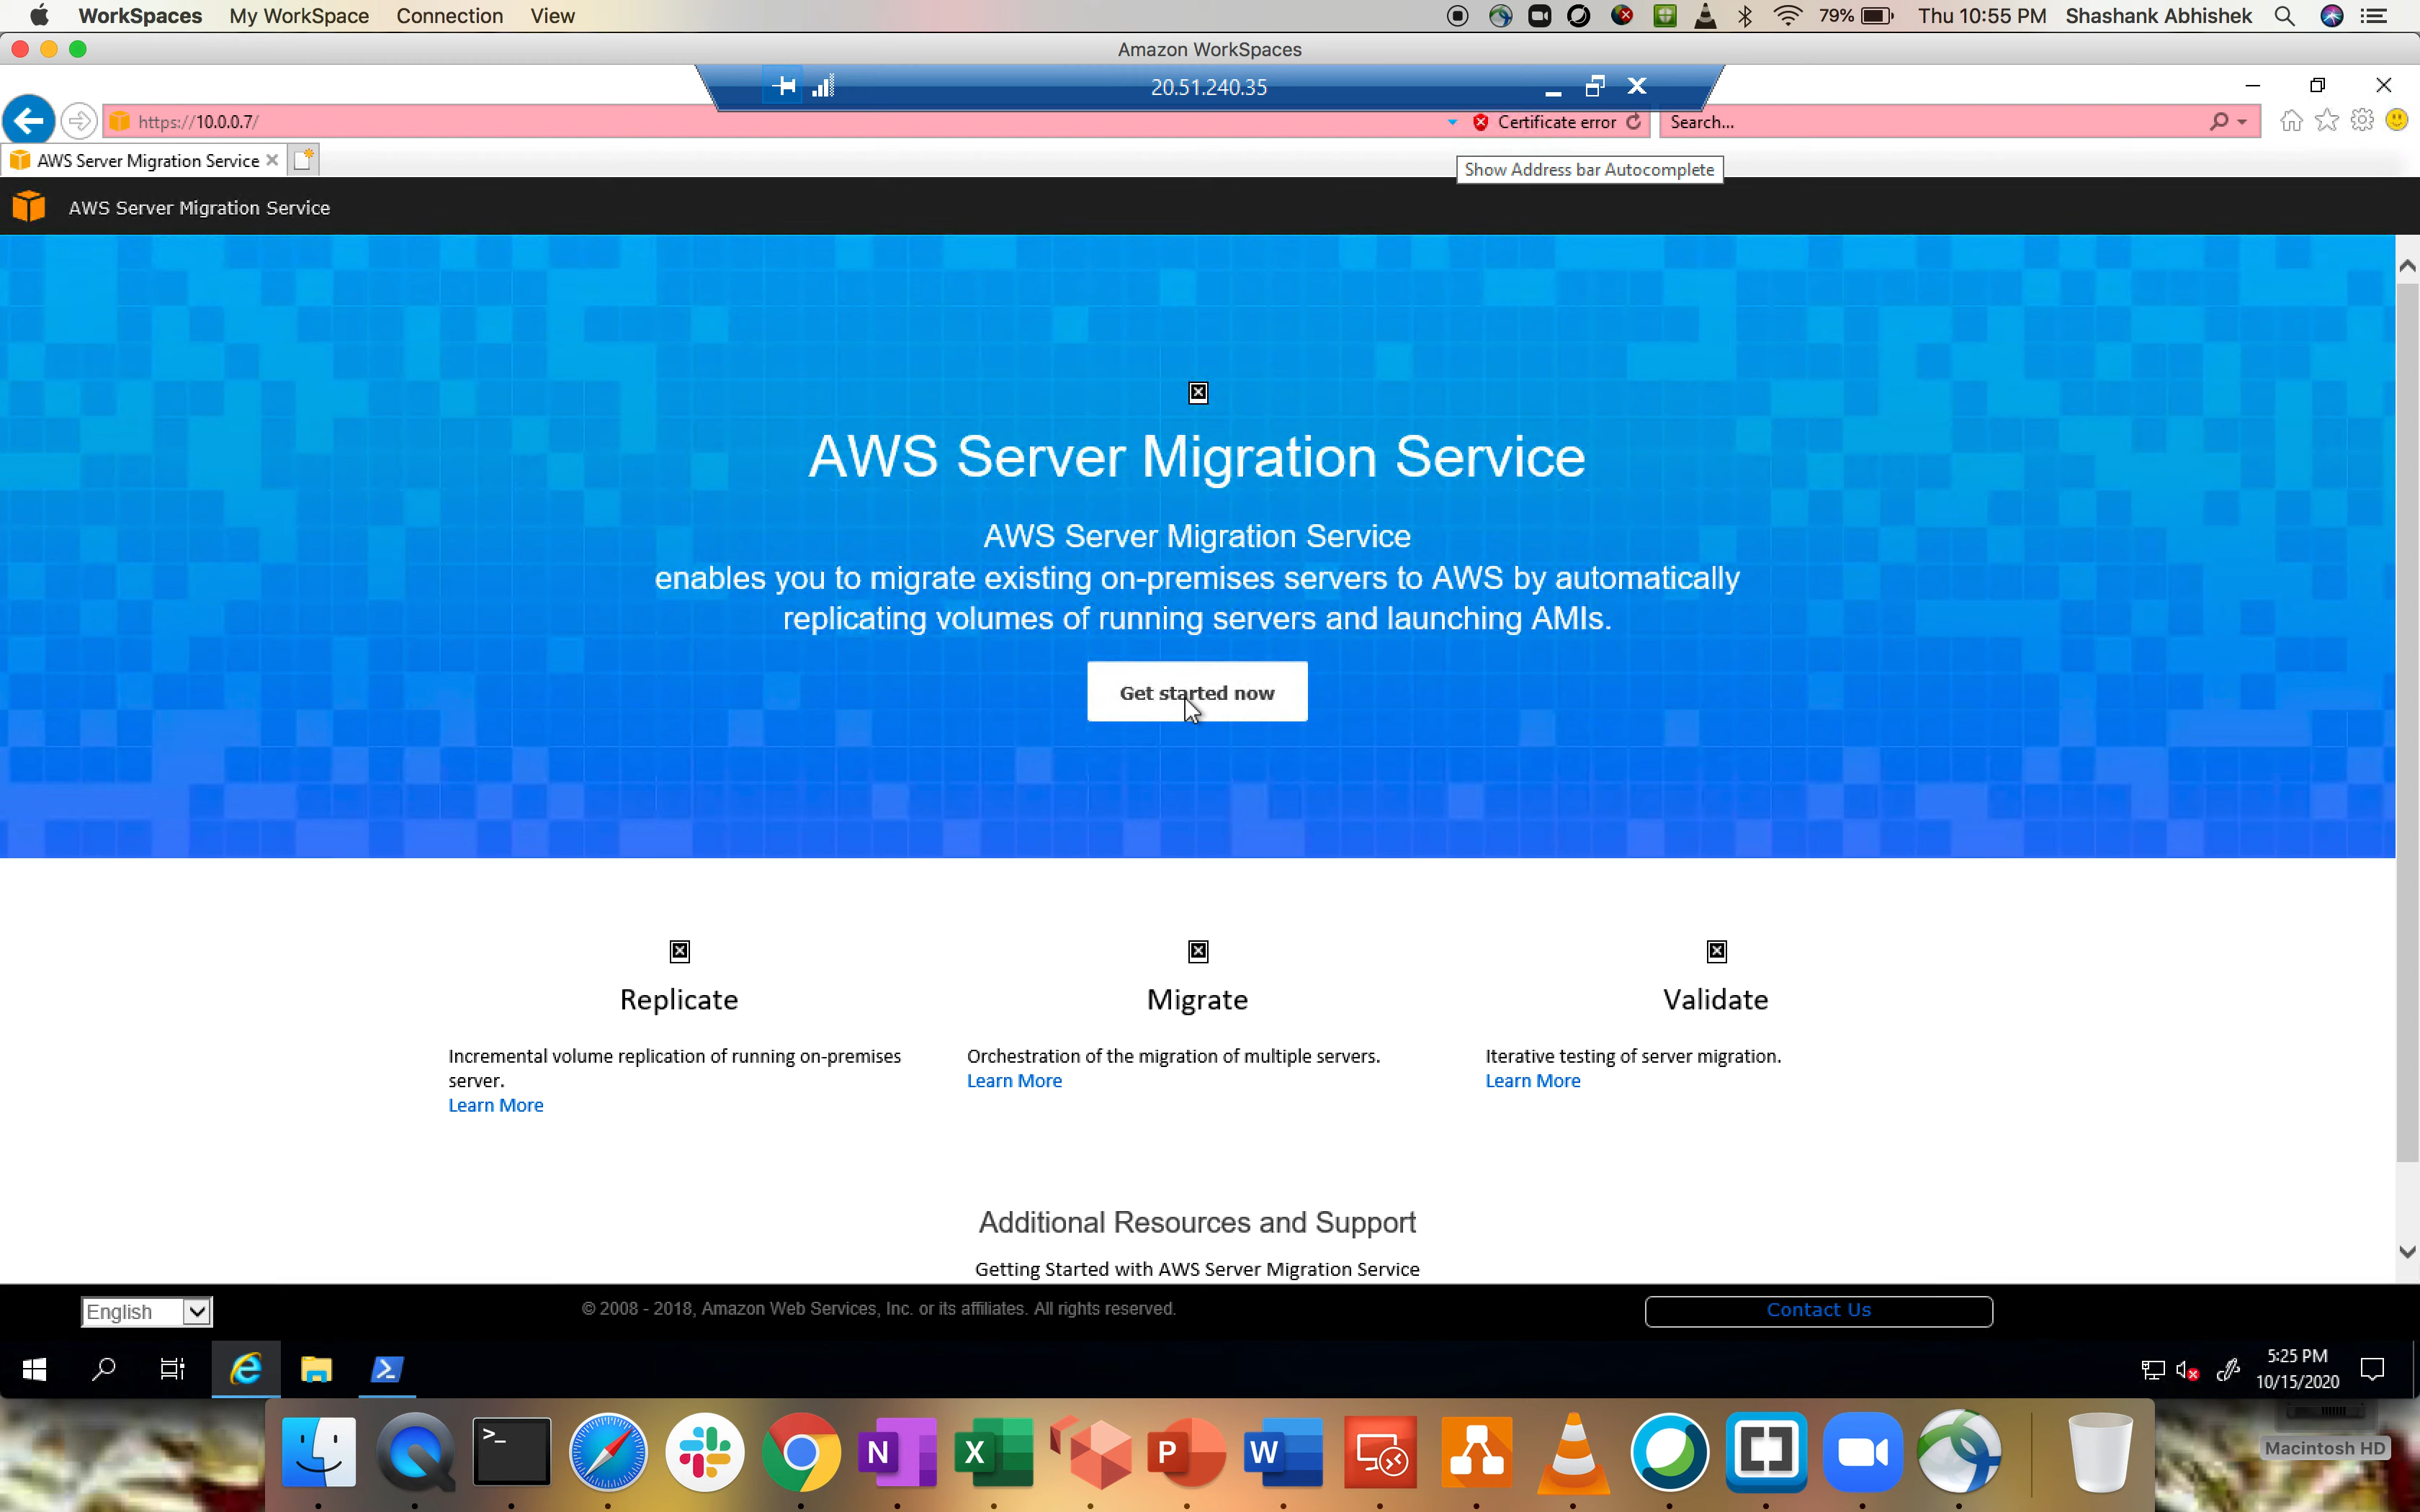 WorkSpaces My WorkSpace Connection View 79% Thu 10:55 PM Shashank Abhishek
Amazon WorkSpaces
20.51.240.35
https://10.0.0.7/ Certificate error Search...
AWS Server Migration Service
Show Address bar Autocomplete
AWS Server Migration Service
AWS Server Migration Service
AWS Server Migration Service
enables you to migrate existing on-premises servers to AWS by automatically
replicating volumes of running servers and launching AMIs.
Get started now
Replicate
Incremental volume replication of running on-premises
server.
Learn More
Migrate
Orchestration of the migration of multiple servers.
Learn More
Validate
Iterative testing of server migration.
Learn More
Additional Resources and Support
Getting Started with AWS Server Migration Service
English © 2008 - 2018, Amazon Web Services, Inc. or its affiliates. All rights reserved. Contact Us
5:25 PM
10/15/2020
N X P W
Macintosh HD